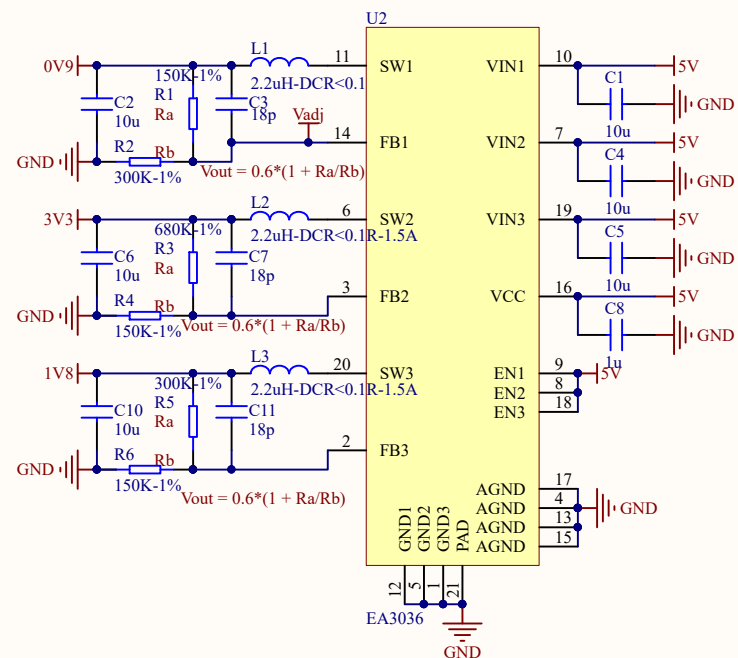 U2
L1
0V9
150K-1%
2.2uH-DCR<0.1
11
SW1
VIN1
10
5V
C2
10u
R1
Ra
C3
18p
C1
10u
GND
Vadj
R2
Rb
GND
300K-1%
14
FB1
VIN2
7
5V
Vout = 0.6*(1 + Ra/Rb)
C4
10u
GND
L2
3V3
680K-1%
2.2uH-DCR<0.1R-1.5A
6
SW2
VIN3
19
5V
C6
10u
R3
Ra
C7
18p
C5
10u
GND
R4
Rb
GND
150K-1%
3
FB2
VCC
16
5V
Vout = 0.6*(1 + Ra/Rb)
C8
1u
GND
L3
1V8
300K-1%
2.2uH-DCR<0.1R-1.5A
20
SW3
EN1
9
5V
EN2
8
EN3
18
C10
10u
R5
Ra
C11
18p
R6
Rb
GND
150K-1%
2
FB3
Vout = 0.6*(1 + Ra/Rb)
AGND
17
AGND
4
GND
AGND
13
AGND
15
GND1
GND2
GND3
PAD
12
5
1
21
EA3036
GND